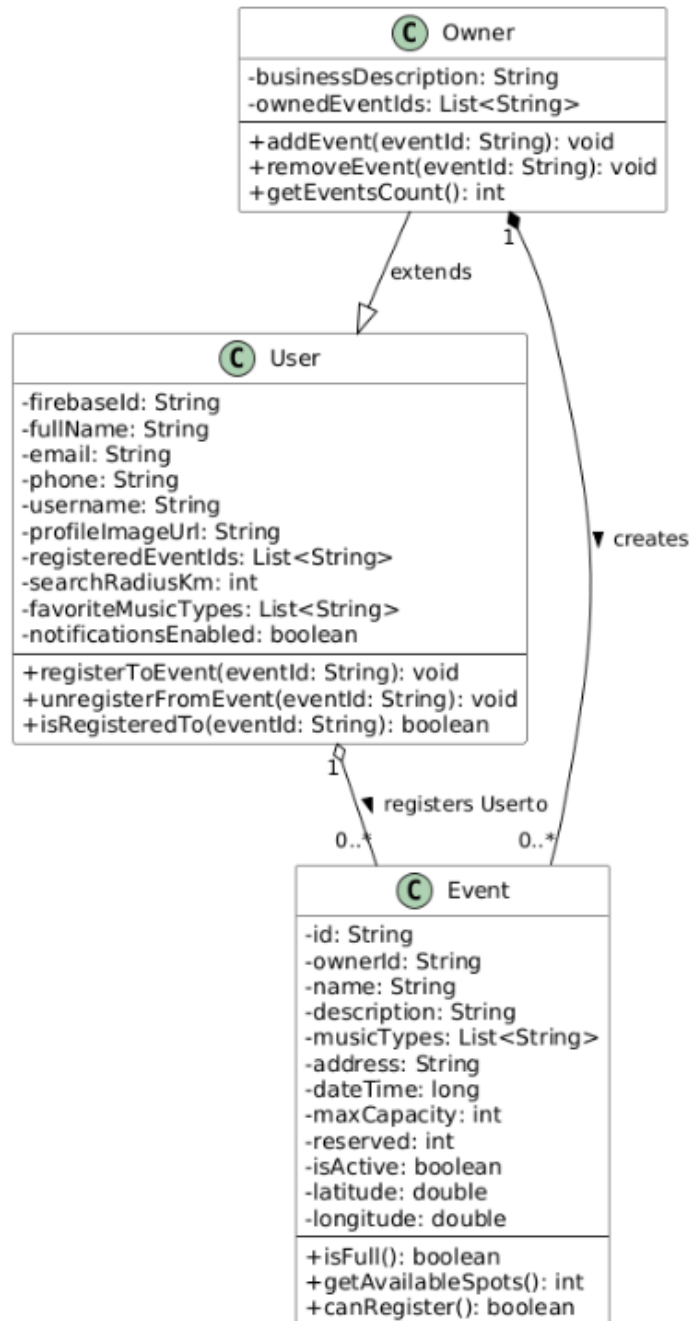 C Owner
-businessDescription: String
-ownedEventIds: List<String>
+addEvent(eventId: String): void
+removeEvent(eventId: String): void
+getEventsCount(): int
1
extends
C User
-firebaseId: String
-fullName: String
-email: String
-phone: String
-username: String
-profileImageUrl: String
-registeredEventIds: List<String>
-searchRadiusKm: int
-favoriteMusicTypes: List<String>
-notificationsEnabled: boolean
+registerToEvent(eventId: String): void
+unregisterFromEvent(eventId: String): void
+isRegisteredTo(eventId: String): boolean
creates
1
registers Userto
0..*
0..*
C Event
-id: String
-ownerId: String
-name: String
-description: String
-musicTypes: List<String>
-address: String
-dateTime: long
-maxCapacity: int
-reserved: int
-isActive: boolean
-latitude: double
-longitude: double
+isFull(): boolean
+getAvailableSpots(): int
+canRegister(): boolean